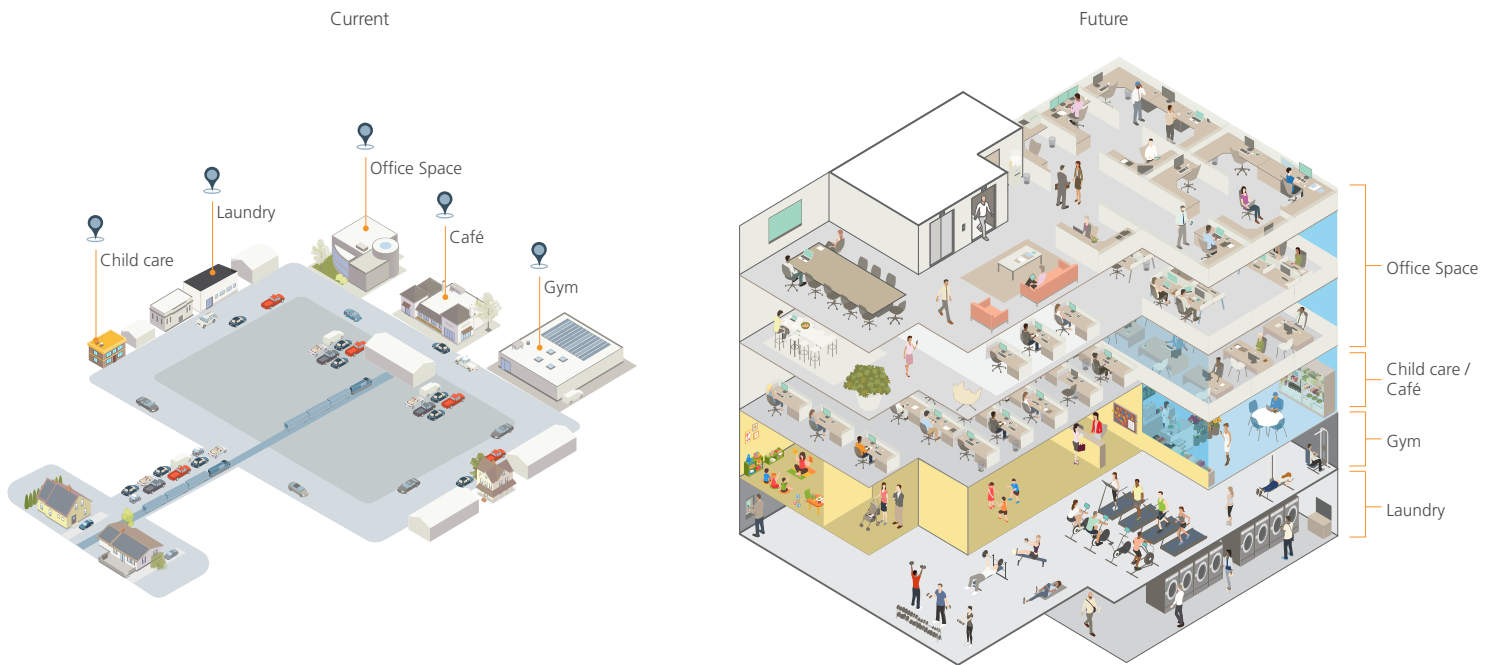 Current
Future
Office Space
Laundry
Café
Child care
Gym
Office Space
Child care /
Café
Gym
Laundry